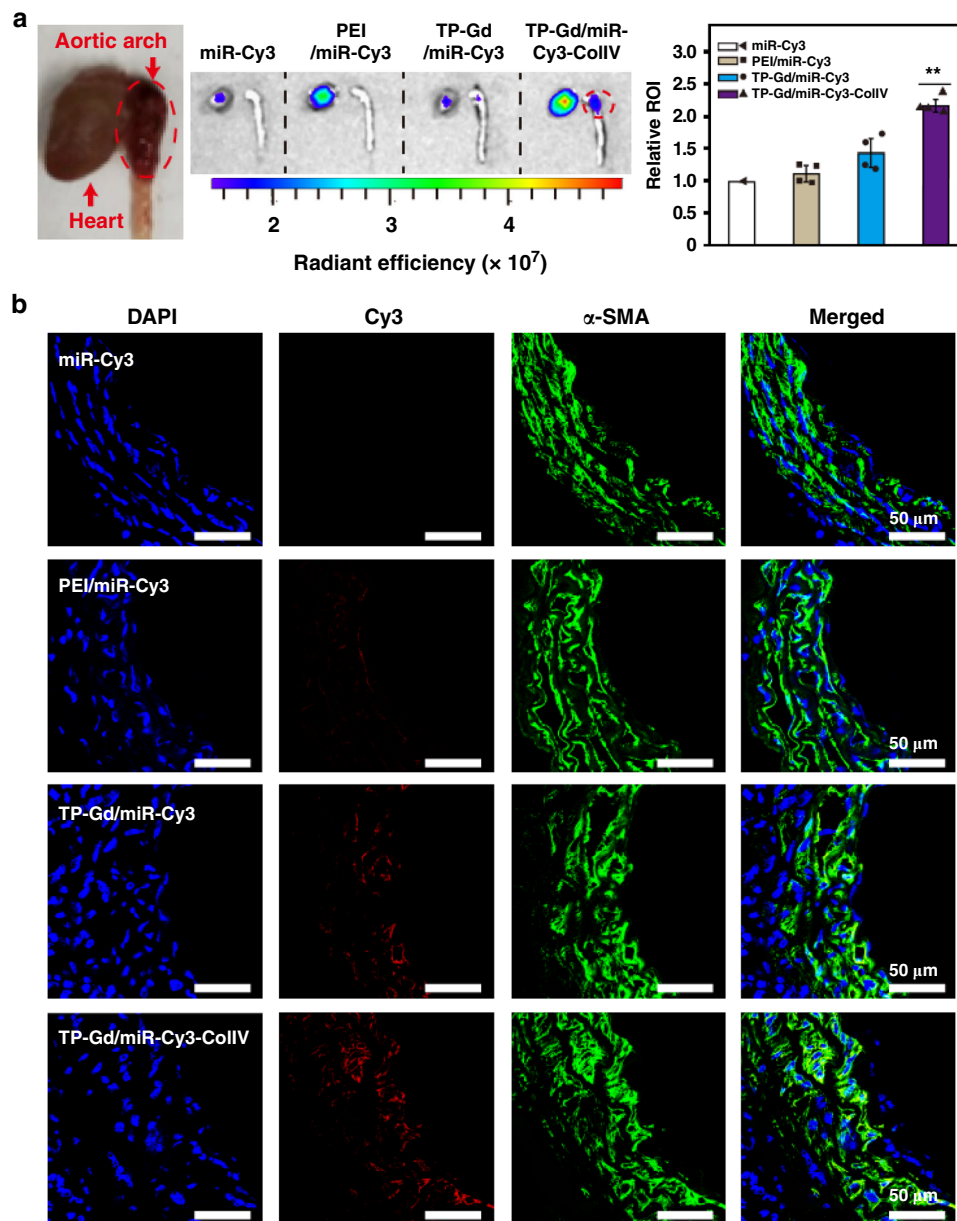 a
Aortic arch
Heart
miR-Cy3
PEI
/miR-Cy3
TP-Gd
/miR-Cy3
TP-Gd/miR-
Cy3-ColIV
2
3
4
Radiant efficiency (× 10⁷)
Relative ROI
3.0
2.5
2.0
1.5
1.0
0.5
0
miR-Cy3
PEI/miR-Cy3
TP-Gd/miR-Cy3
TP-Gd/miR-Cy3-ColIV
**
b
DAPI
Cy3
α-SMA
Merged
miR-Cy3
50 μm
PEI/miR-Cy3
50 μm
TP-Gd/miR-Cy3
50 μm
TP-Gd/miR-Cy3-ColIV
50 μm